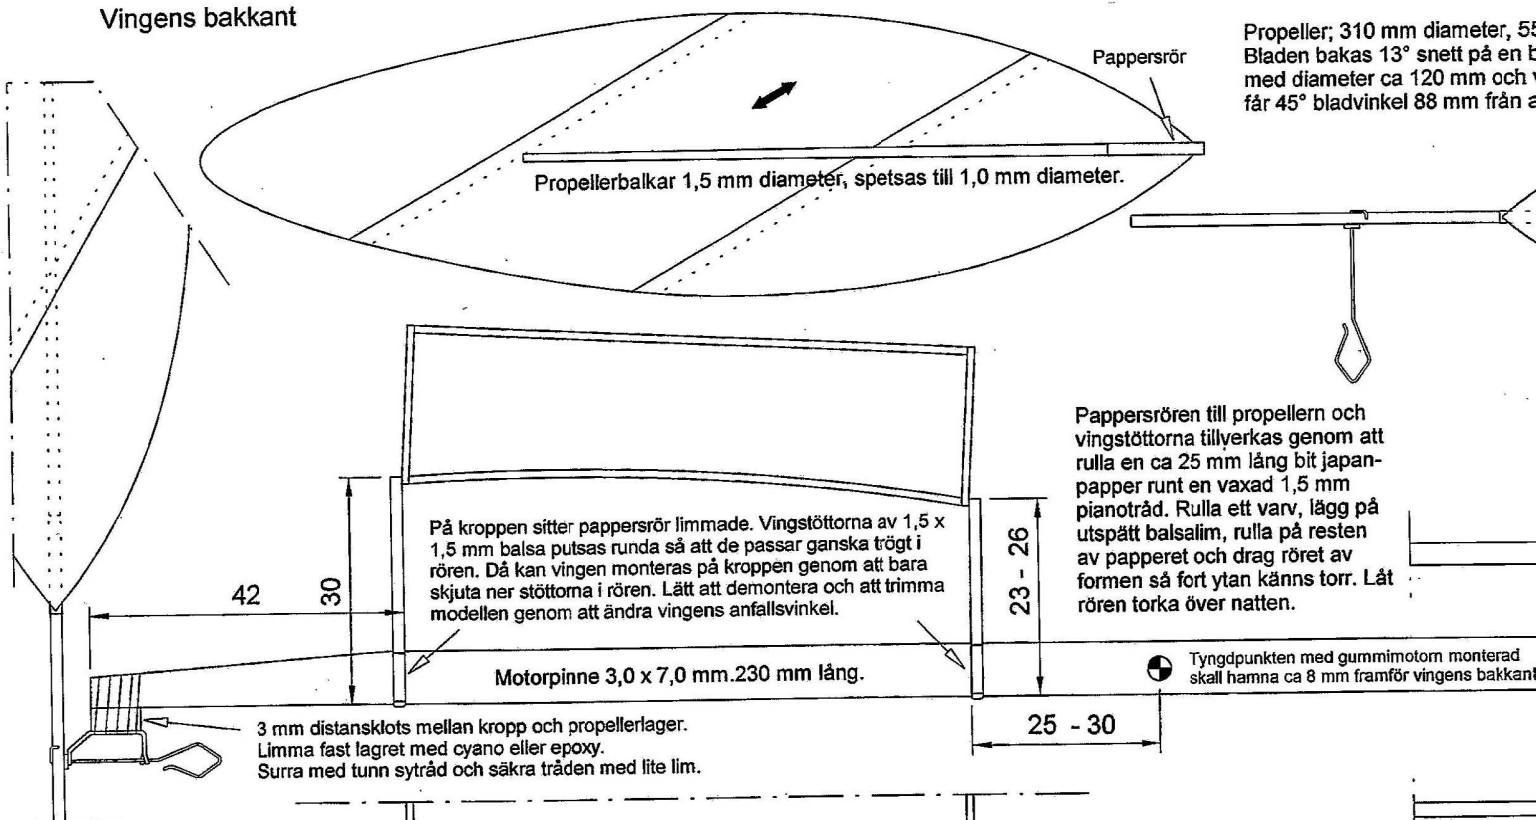 Vingens bakkant
Propeller; 310 mm diameter, 55
Bladen bakas 13° snett på en b
med diameter ca 120 mm och v
får 45° bladvinkel 88 mm från a
Pappersrör
Propellerbalkar 1,5 mm diameter, spetsas till 1,0 mm diameter.
Pappersrören till propellern och
vingstöttorna tillverkas genom att
rulla en ca 25 mm lång bit japan-
papper runt en vaxad 1,5 mm
pianotråd. Rulla ett varv, lägg på
utspätt balsalim, rulla på resten
av papperet och drag röret av
formen så fort ytan känns torr. Låt
rören torka över natten.
På kroppen sitter pappersrör limmade. Vingstöttorna av 1,5 x
1,5 mm balsa putsas runda så att de passar ganska trögt i
rören. Då kan vingen monteras på kroppen genom att bara
skjuta ner stöttorna i rören. Lätt att demontera och att trimma
modellen genom att ändra vingens anfallsvinkel.
42
30
23 - 26
Motorpinne 3,0 x 7,0 mm.230 mm lång.
Tyngdpunkten med gummimotorn monterad
skall hamna ca 8 mm framför vingens bakkant
25 - 30
3 mm distansklots mellan kropp och propellerlager.
Limma fast lagret med cyano eller epoxy.
Surra med tunn sytråd och säkra tråden med lite lim.